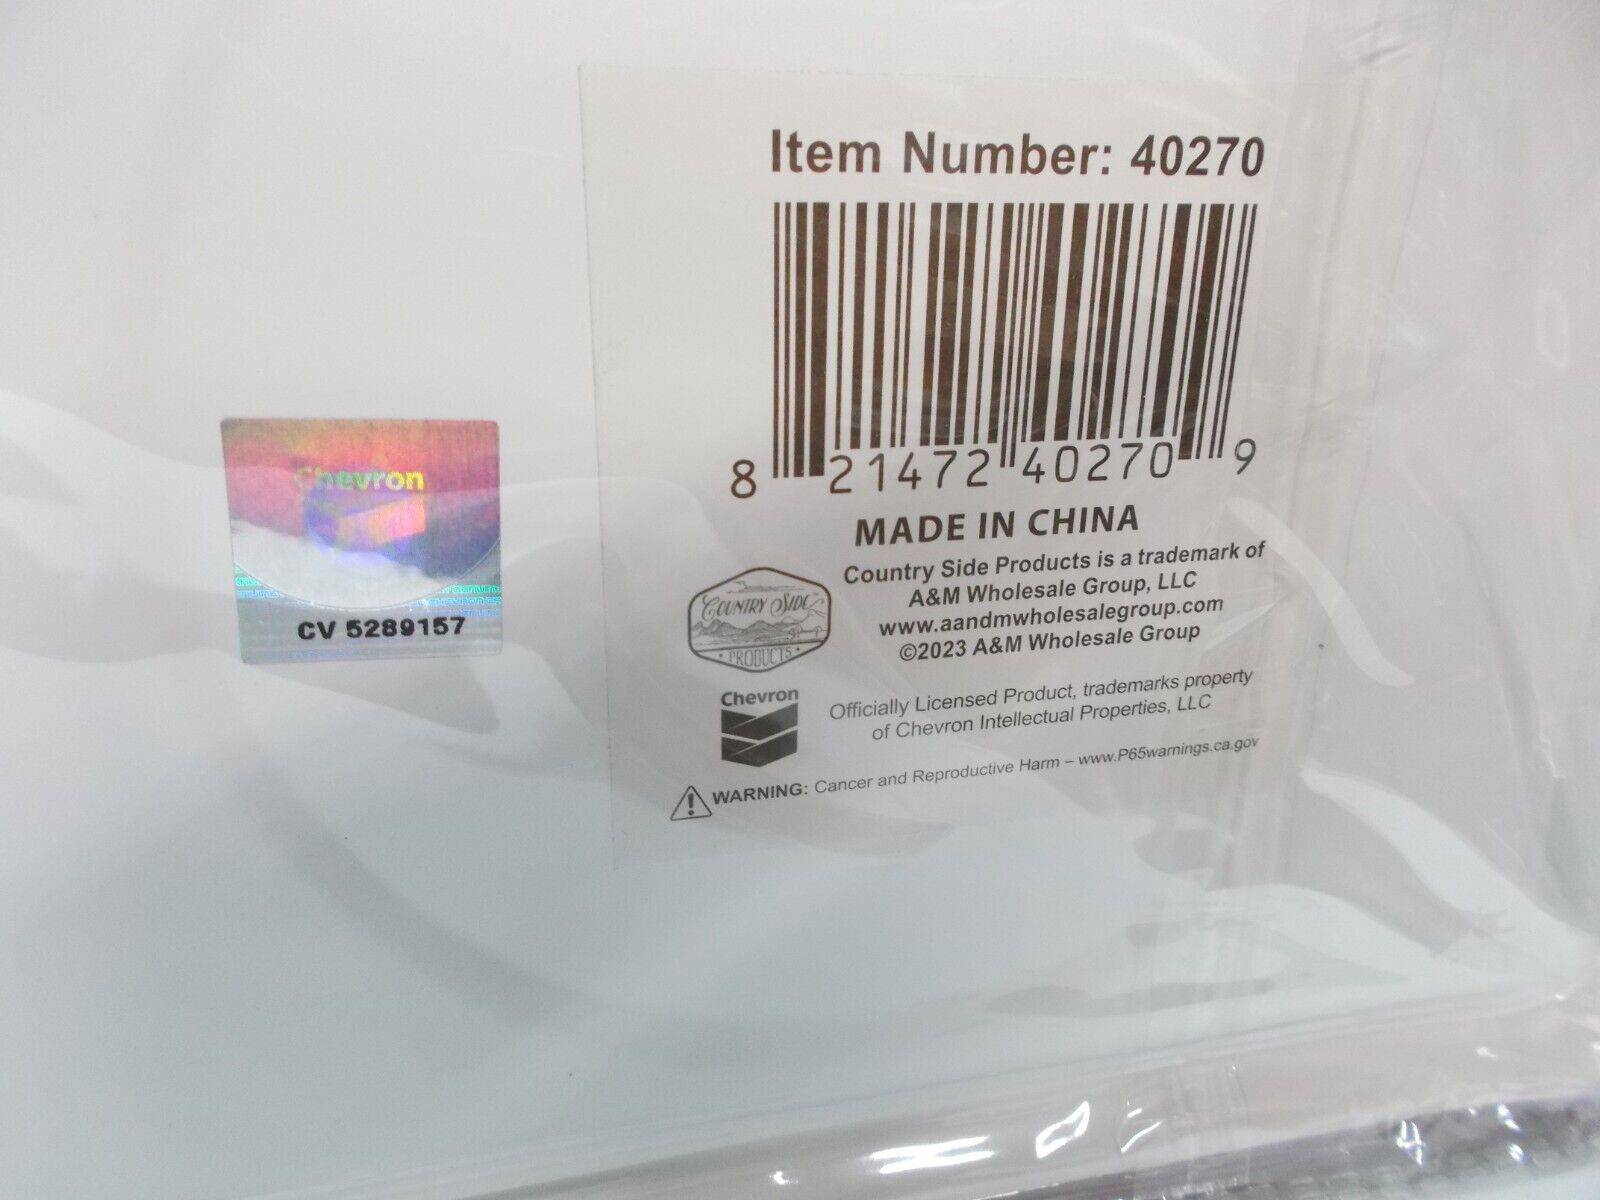 Item Number: 40270
8 21472 40270 9
MADE IN CHINA
Country Side Products is a trademark of
A&M Wholesale Group, LLC
www.aandmwholesalegroup.com
©2023 A&M Wholesale Group
COUNTRY SIDE
PRODUCTS
Chevron
Officially Licensed Product, trademarks property
of Chevron Intellectual Properties, LLC
WARNING: Cancer and Reproductive Harm – www.P65warnings.ca.gov
Chevron
CV 5289157